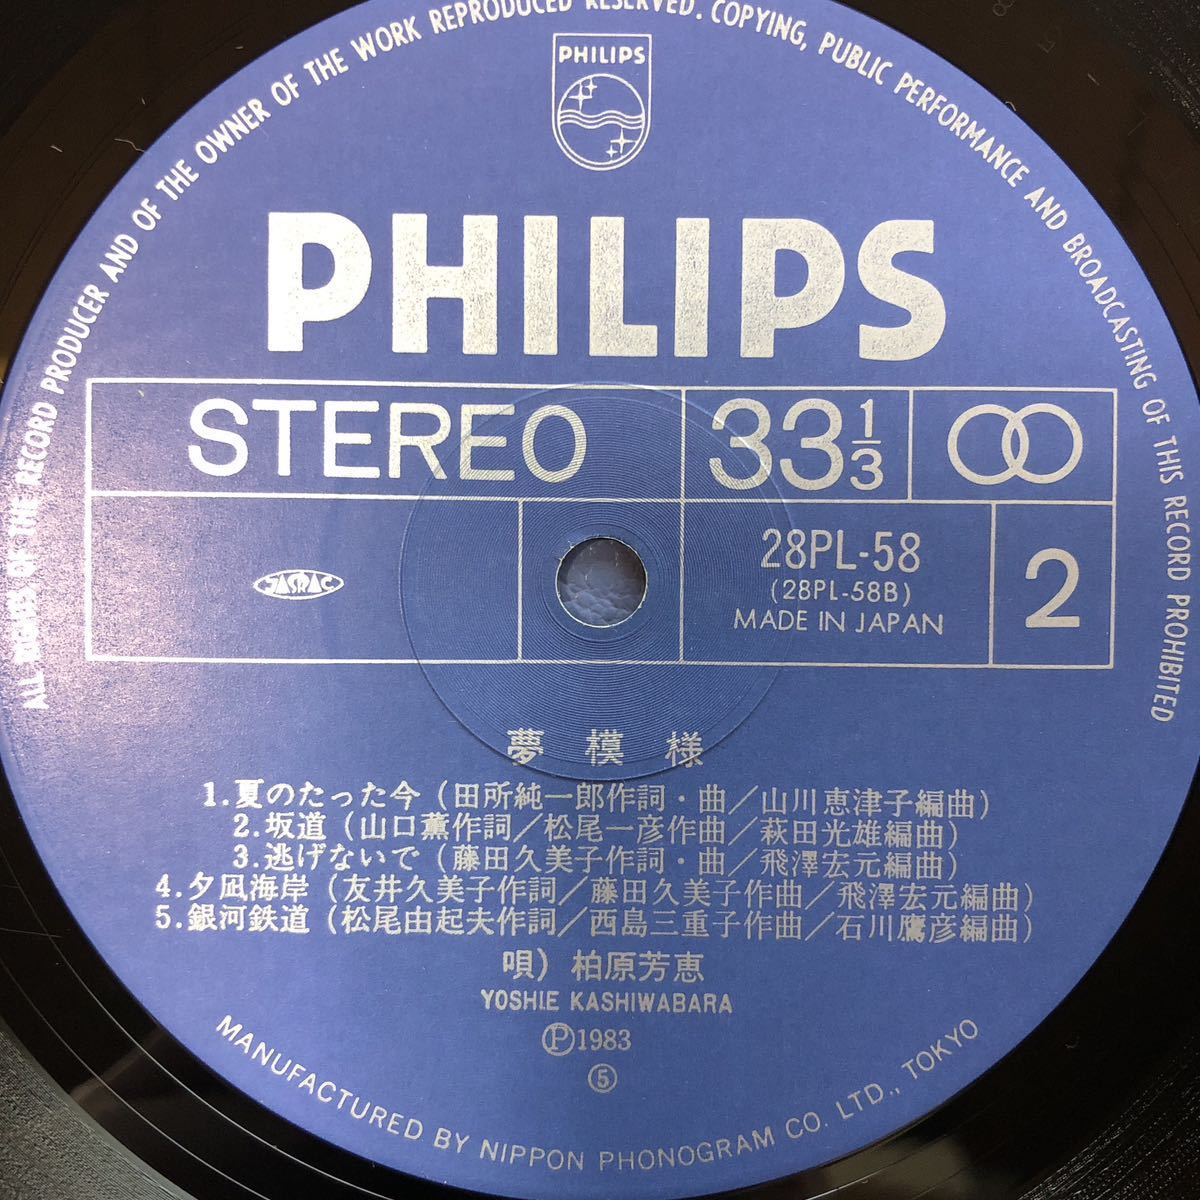 ALL RIGHTS OF THE RECORD PRODUCER AND OF THE OWNER OF THE WORK REPRODUCED RESERVED. COPYING, PUBLIC PERFORMANCE AND BROADCASTING OF THIS RECORD PROHIBITED
PHILIPS
PHILIPS
STEREO
33 1/3
JASRAC
28PL-58
(28PL-58B)
MADE IN JAPAN
2
夢模様
1.夏のたった今(田所純一郎作詞・曲/山川恵津子編曲)
2.坂道(山口薫作詞/松尾一彦作曲/萩田光雄編曲)
3.逃げないで(藤田久美子作詞・曲/飛澤宏元編曲)
4.夕凪海岸(友井久美子作詞/藤田久美子作曲/飛澤宏元編曲)
5.銀河鉄道(松尾由起夫作詞/西島三重子作曲/石川鷹彦編曲)
唄)柏原芳恵
YOSHIE KASHIWABARA
Ⓟ1983
⑤
MANUFACTURED BY NIPPON PHONOGRAM CO. LTD., TOKYO